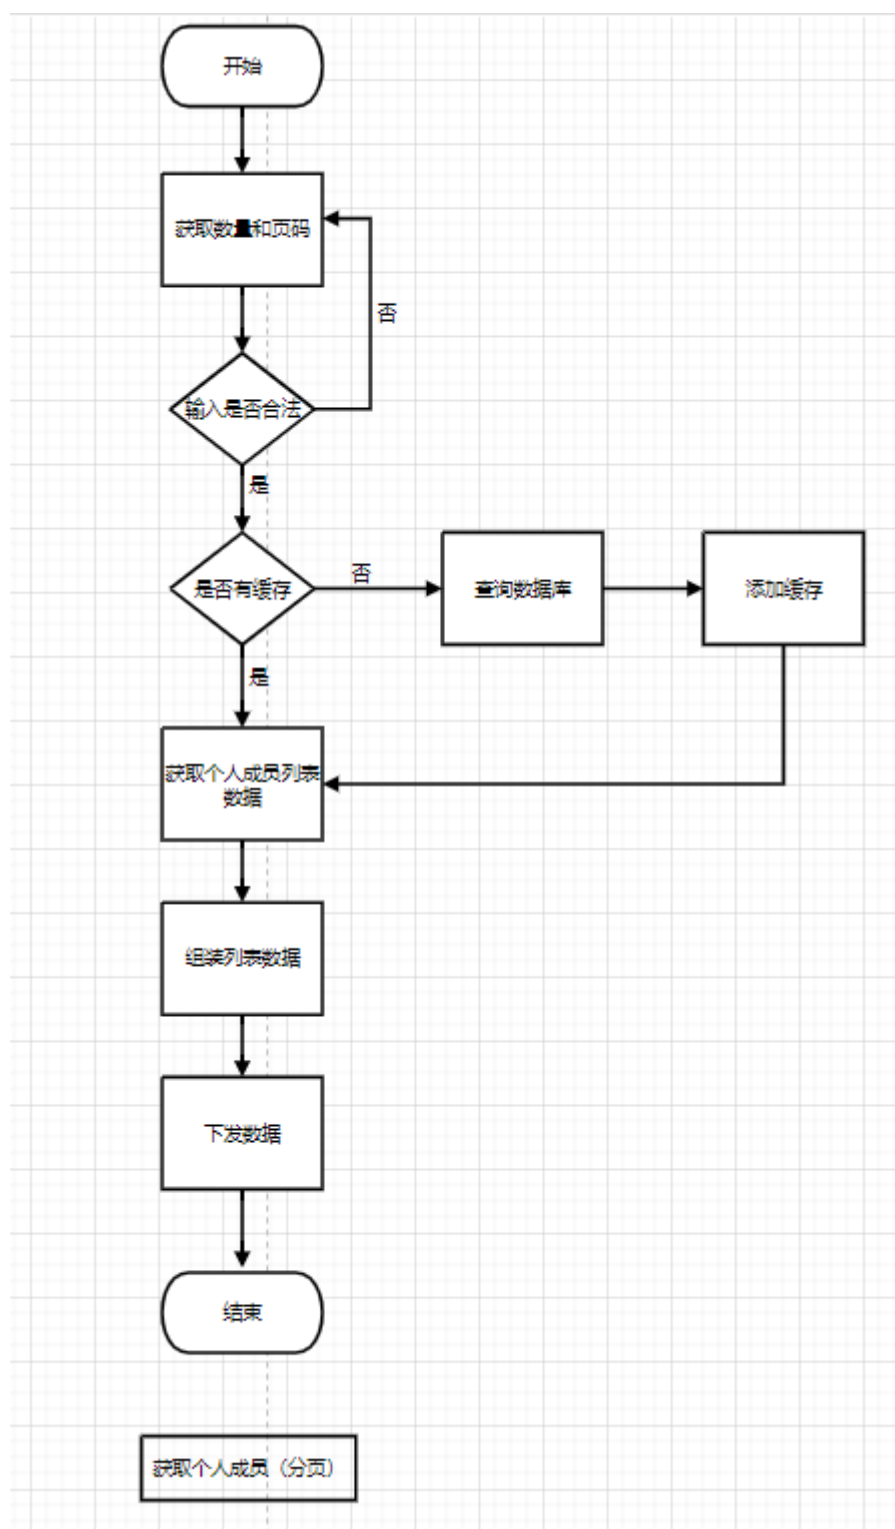 开始
获取数量和页码
否
输入是否合法
是
是否有缓存
否
查询数据库
添加缓存
是
获取个人成员列表
数据
组装列表数据
下发数据
结束
获取个人成员（分页）